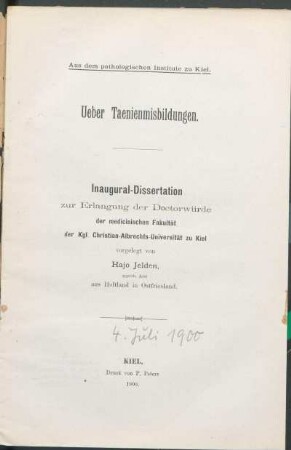 Aus dem pathologischen Institute zu Kiel.
Ueber Taenienmisbildungen.
Inaugural-Dissertation
zur Erlangung der Doctorwürde
der medicinischen Fakultät
der Kgl. Christian-Albrechts-Universität zu Kiel
vorgelegt von
Hajo Jelden,
aus Holtland in Ostfriesland.
4. Juli 1900
KIEL,
Druck von P. Peters
1900.